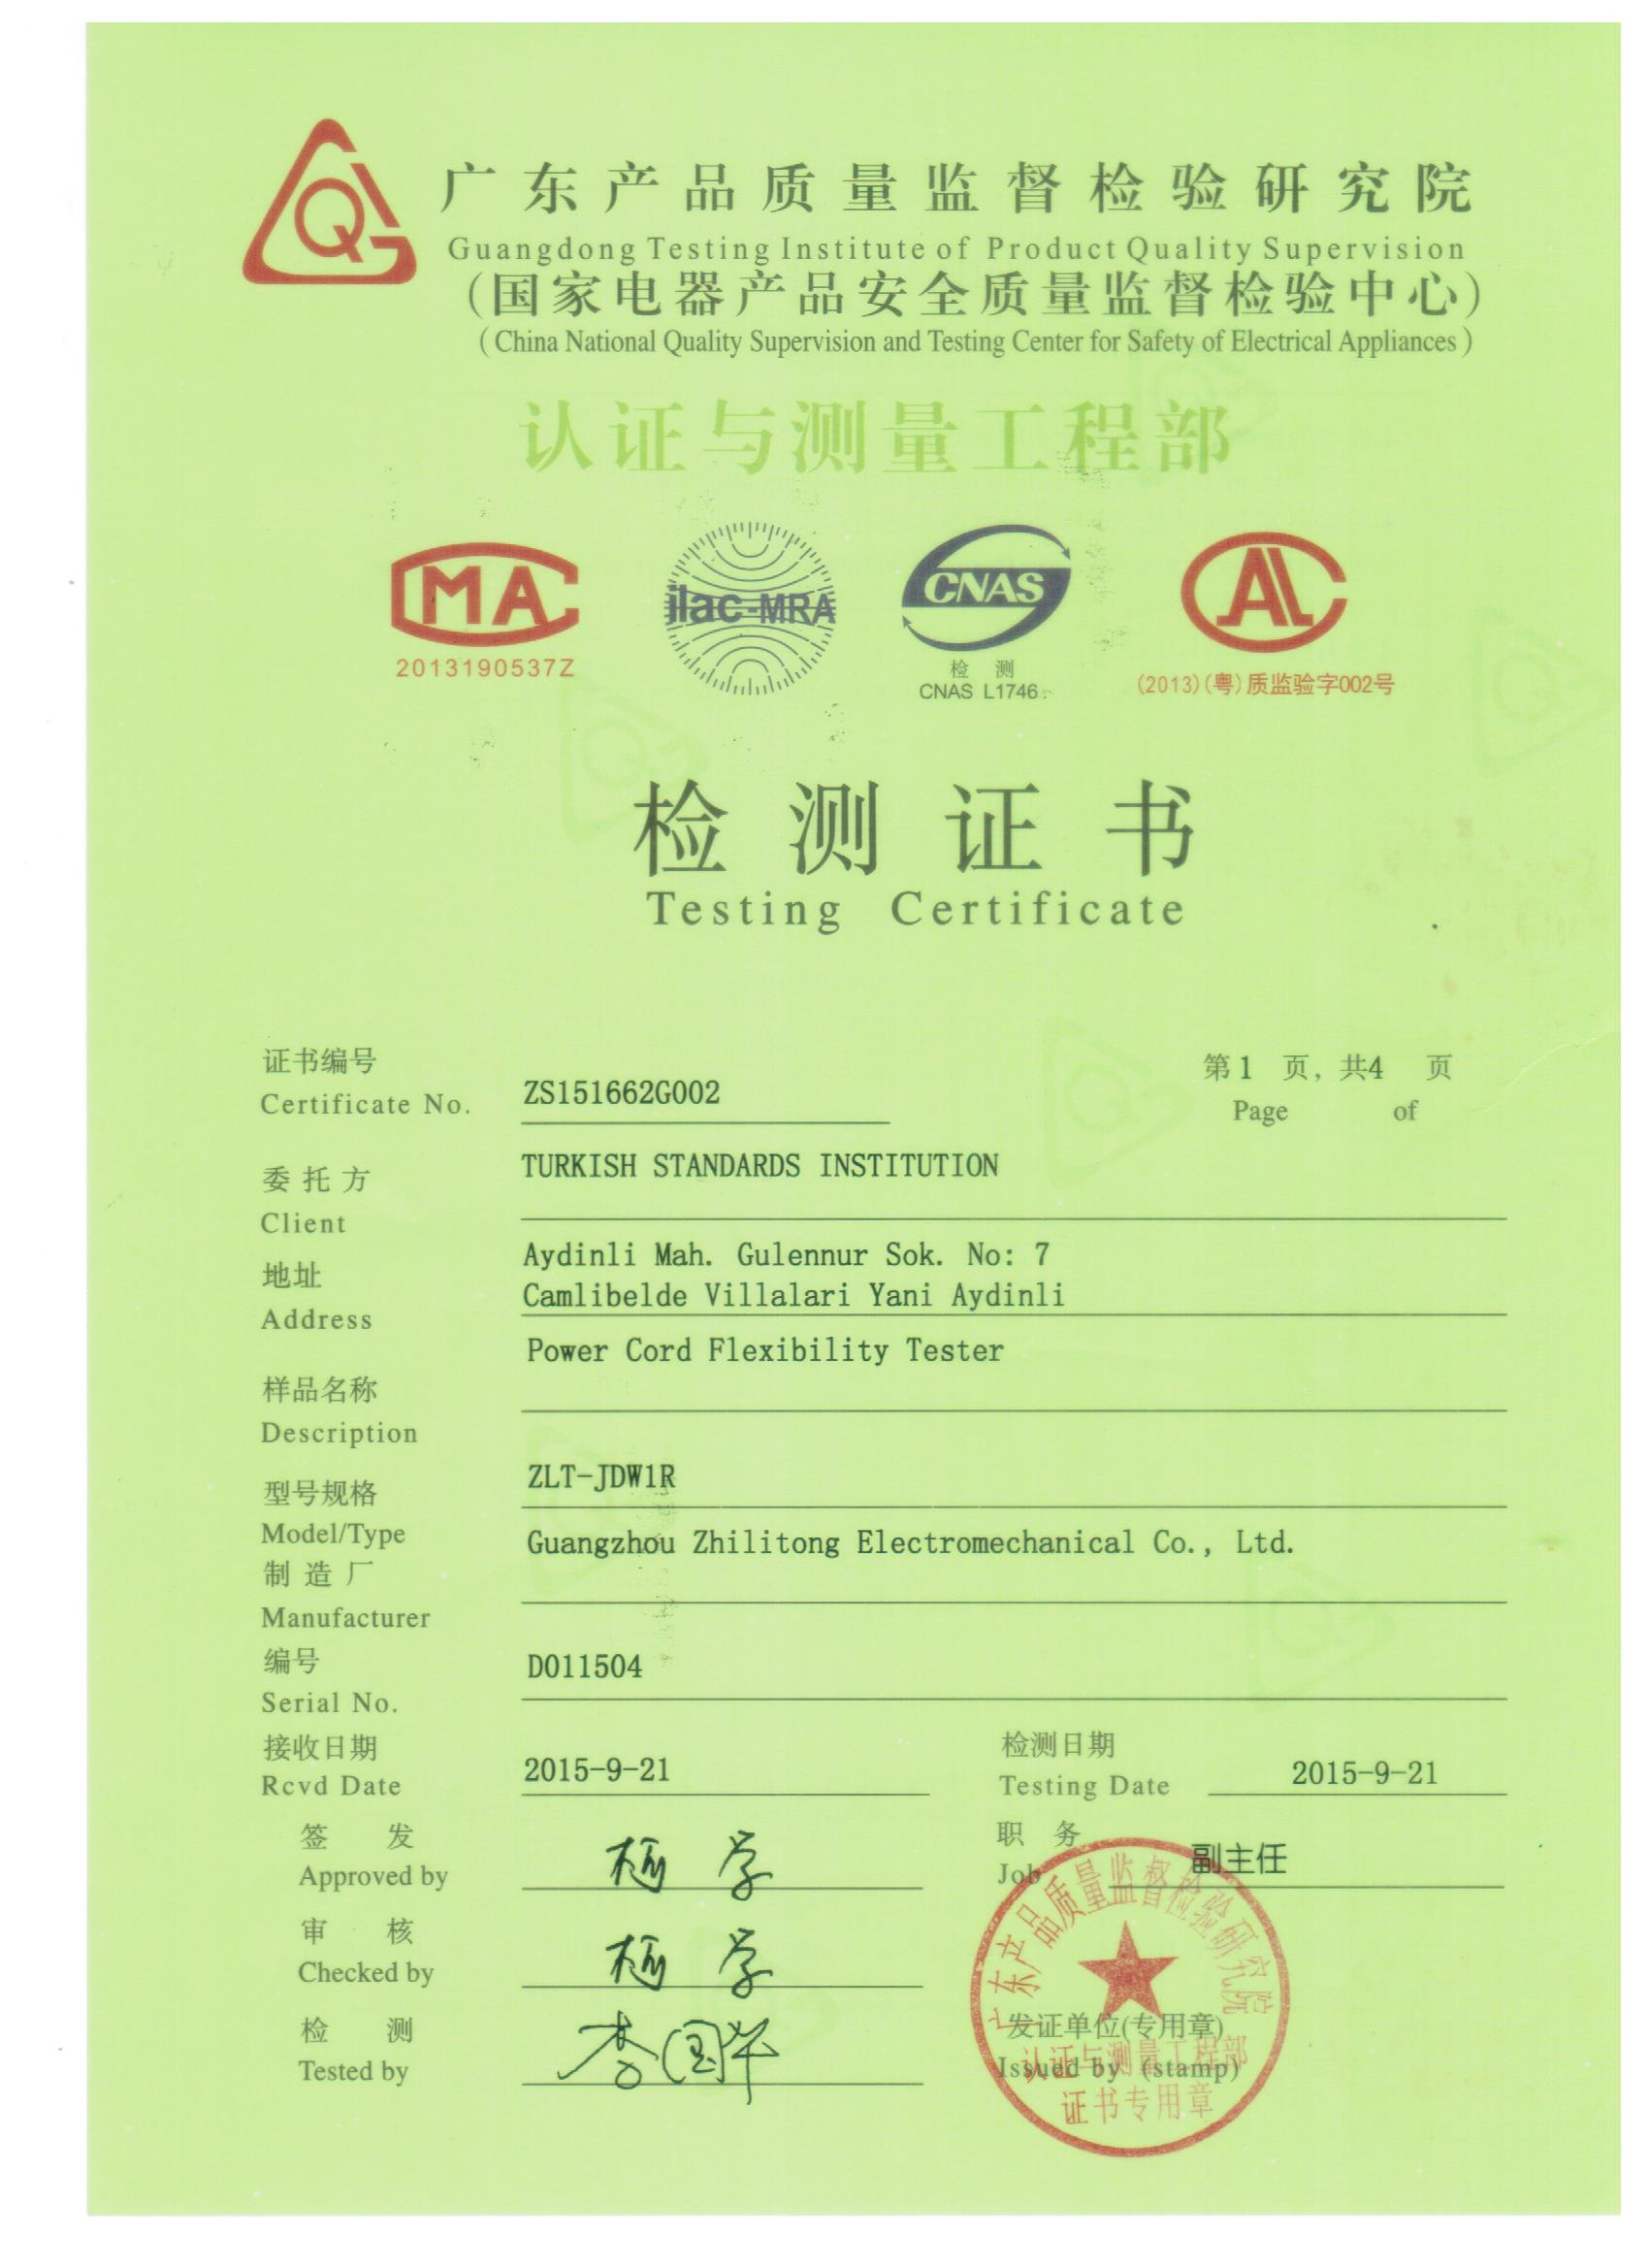 广东产品质量监督检验研究院
Guangdong Testing Institute of Product Quality Supervision
(国家电器产品安全质量监督检验中心)
(China National Quality Supervision and Testing Center for Safety of Electrical Appliances)
认证与测量工程部
MA
2013190537Z
ilac-MRA
CNAS
检 测
CNAS L1746
(2013)(粤)质监验字002号
检测证书
Testing Certificate
证书编号
Certificate No. ZS151662G002
第1 页, 共4 页
Page of
委托方
Client
TURKISH STANDARDS INSTITUTION
地址
Address
Aydinli Mah. Gulennur Sok. No: 7
Camlibelde Villalari Yani Aydinli
样品名称
Description
Power Cord Flexibility Tester
型号规格
Model/Type
ZLT-JDW1R
制造厂
Manufacturer
Guangzhou Zhilitong Electromechanical Co., Ltd.
编号
Serial No.
D011504
接收日期
Rcvd Date
2015-9-21
检测日期
Testing Date
2015-9-21
签 发
Approved by
职 务
Job
副主任
审 核
Checked by
检 测
Tested by
李国华
广东产品质量监督检验研究院
发证单位(专用章)
Issued by (stamp)
认证与测量工程部
证书专用章